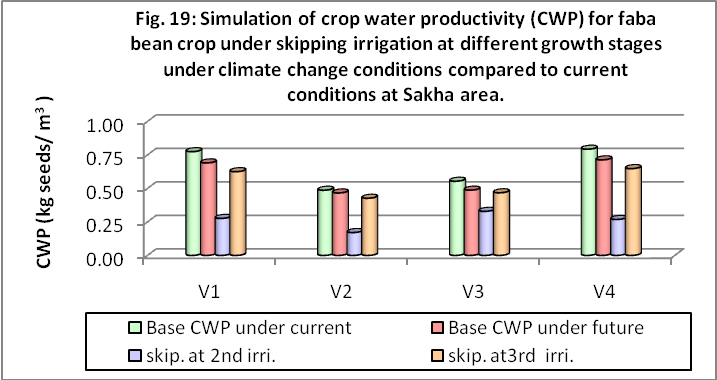 Fig. 19: Simulation of crop water productivity (CWP) for faba
bean crop under skipping irrigation at different growth stages
under climate change conditions compared to current
conditions at Sakha area.
CWP (kg seeds/ m³ )
1.00
0.75
0.50
0.25
0.00
V1 V2 V3 V4
Base CWP under current Base CWP under future
skip. at 2nd irri. skip. at3rd irri.